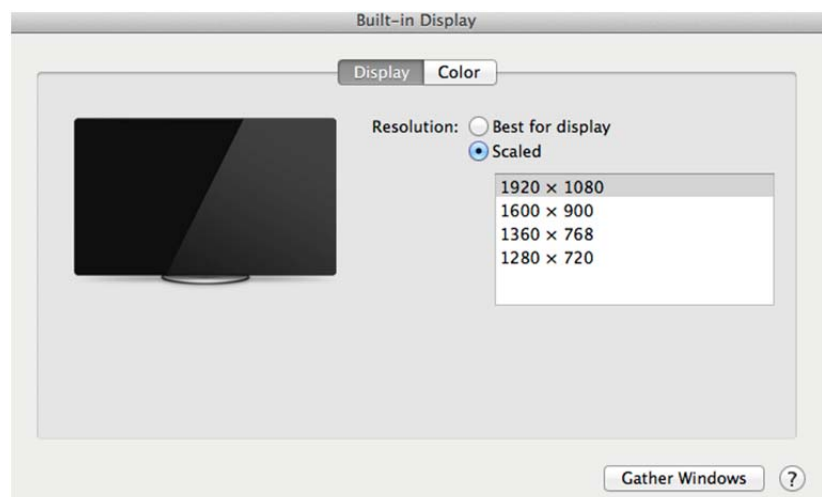 Built-in Display
Display Color
Resolution: Best for display
Scaled
1920 × 1080
1600 × 900
1360 × 768
1280 × 720
Gather Windows ?